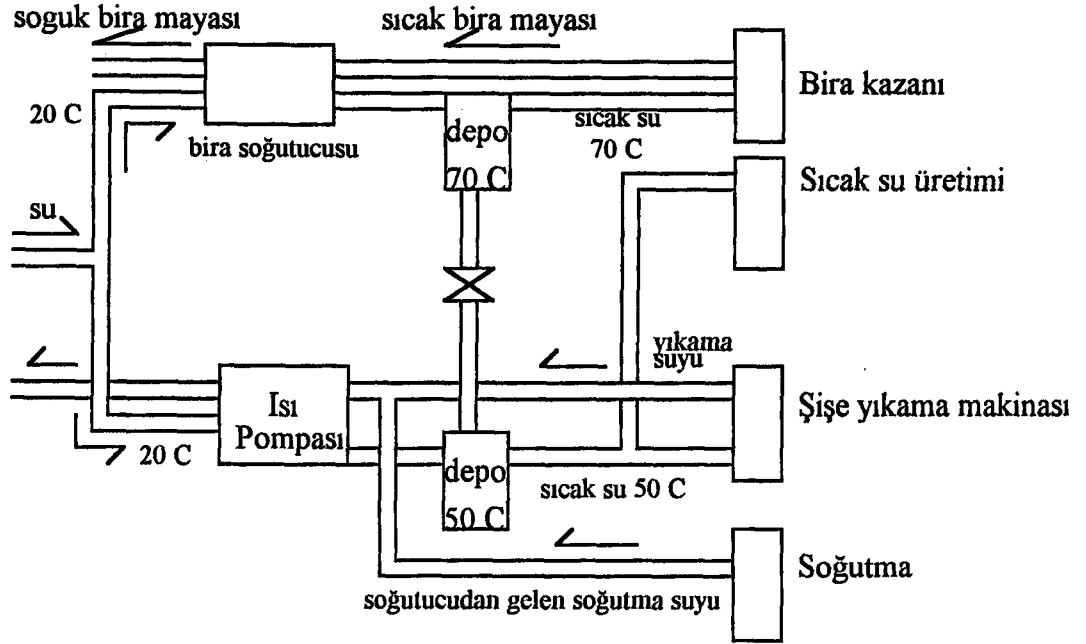 soguk bira mayası
sıcak bira mayası
Bira kazanı
20 C
bira soğutucusu
depo
70 C
sıcak su
70 C
Sıcak su üretimi
su
yıkama
suyu
Isı
Pompası
Şişe yıkama makinası
20 C
depo
50 C
sıcak su 50 C
Soğutma
soğutucudan gelen soğutma suyu